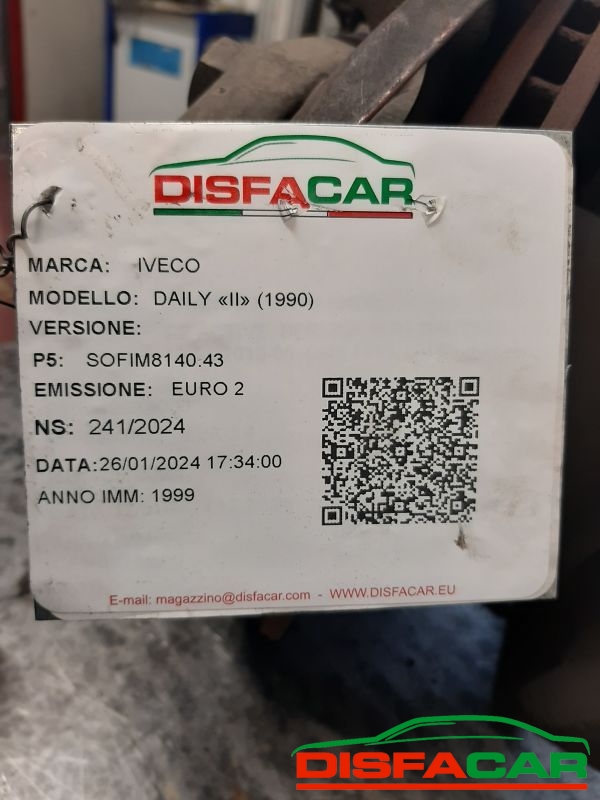 DISFACAR
MARCA: IVECO
MODELLO: DAILY «II» (1990)
VERSIONE:
P5: SOFIM8140.43
EMISSIONE: EURO 2
NS: 241/2024
DATA:26/01/2024 17:34:00
ANNO IMM: 1999
E-mail: magazzino@disfacar.com - WWW.DISFACAR.EU
DISFACAR